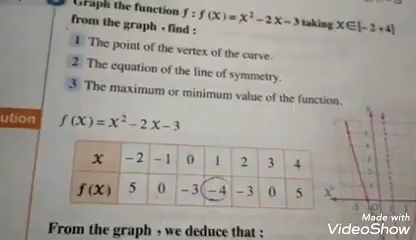 Graph the function f : f (X) = X² − 2 X − 3 taking X ∈ [− 2 , 4]
from the graph , find :
1 The point of the vertex of the curve.
2 The equation of the line of symmetry.
3 The maximum or minimum value of the function.
ution
f (X) = X² − 2 X − 3
X −2 −1 0 1 2 3 4
f (X) 5 0 −3 −4 −3 0 5
From the graph , we deduce that :
Made with
VideoShow